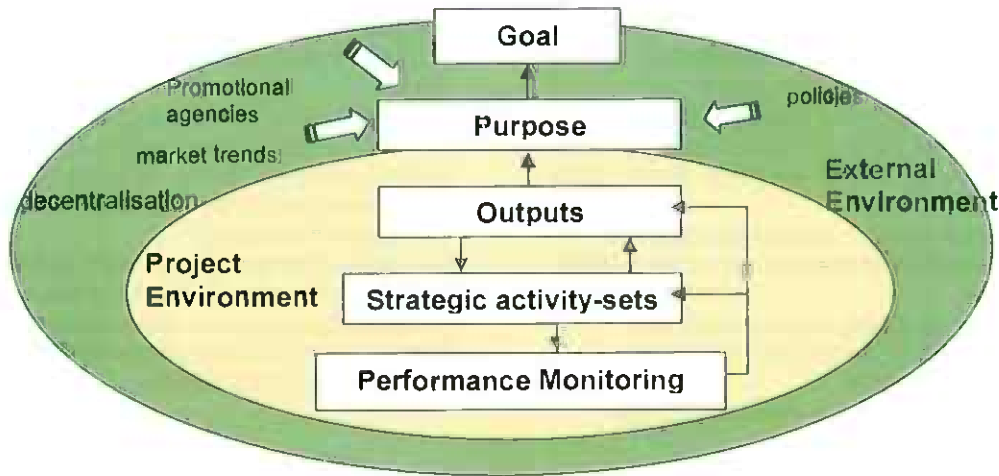 Goal
Promotional
agencies
policies
Purpose
market trends
External
Environment
decentralisation
Outputs
Project
Environment
Strategic activity-sets
Performance Monitoring